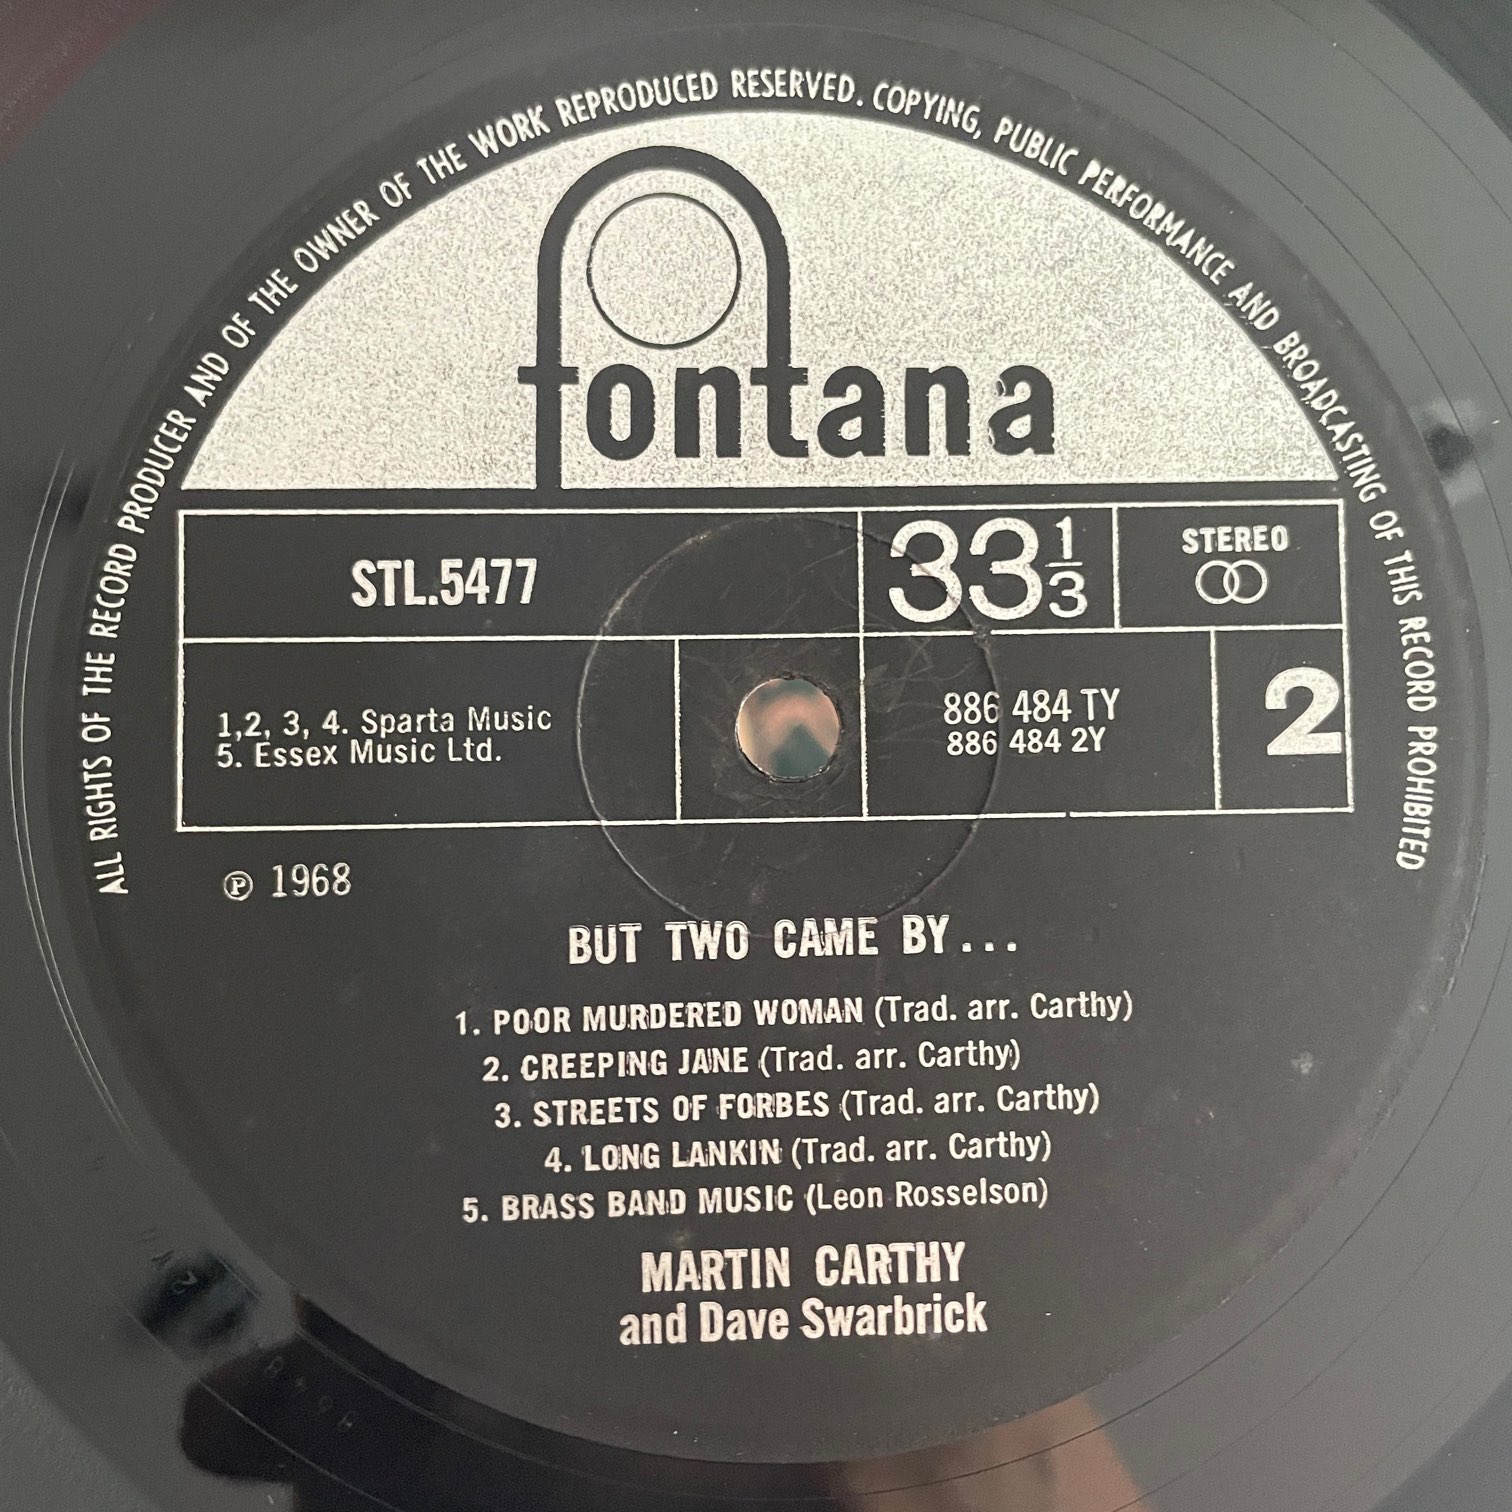 ALL RIGHTS OF THE RECORD PRODUCER AND OF THE OWNER OF THE WORK REPRODUCED RESERVED. COPYING, PUBLIC PERFORMANCE AND BROADCASTING OF THIS RECORD PROHIBITED
fontana
STL.5477
33 1/3
STEREO
1,2, 3, 4. Sparta Music
5. Essex Music Ltd.
886 484 TY
886 484 2Y
2
℗ 1968
BUT TWO CAME BY...
1. POOR MURDERED WOMAN (Trad. arr. Carthy)
2. CREEPING JANE (Trad. arr. Carthy)
3. STREETS OF FORBES (Trad. arr. Carthy)
4. LONG LANKIN (Trad. arr. Carthy)
5. BRASS BAND MUSIC (Leon Rosselson)
MARTIN CARTHY
and Dave Swarbrick